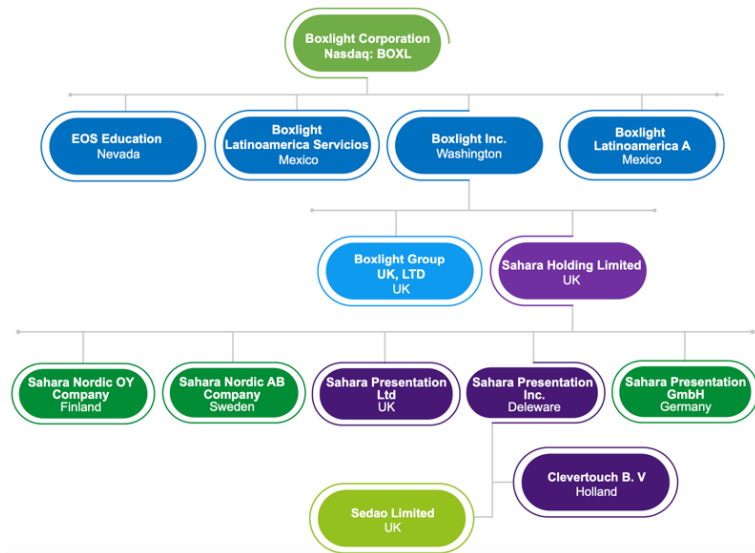 Boxlight Corporation
Nasdaq: BOXL
EOS Education
Nevada
Boxlight
Latinoamerica Servicios
Mexico
Boxlight Inc.
Washington
Boxlight
Latinoamerica A
Mexico
Boxlight Group
UK, LTD
UK
Sahara Holding Limited
UK
Sahara Nordic OY
Company
Finland
Sahara Nordic AB
Company
Sweden
Sahara Presentation
Ltd
UK
Sahara Presentation
Inc.
Deleware
Sahara Presentation
GmbH
Germany
Clevertouch B. V
Holland
Sedao Limited
UK